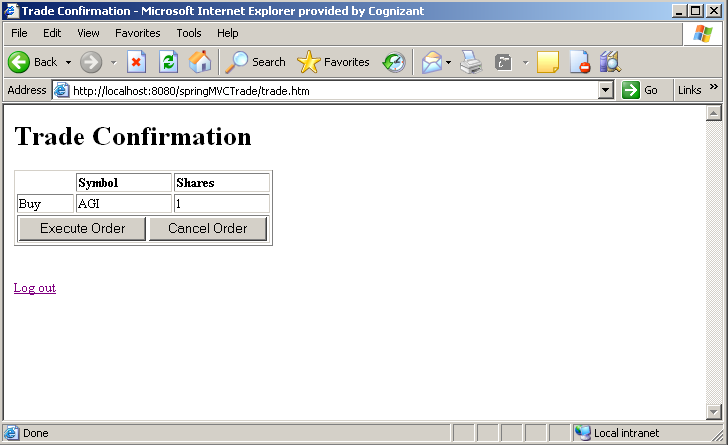 Trade Confirmation - Microsoft Internet Explorer provided by Cognizant
File Edit View Favorites Tools Help
Back Search Favorites
Address http://localhost:8080/springMVCTrade/trade.htm Go Links »
Trade Confirmation
Symbol Shares
Buy AGI 1
Execute Order Cancel Order
Log out
Done Local intranet